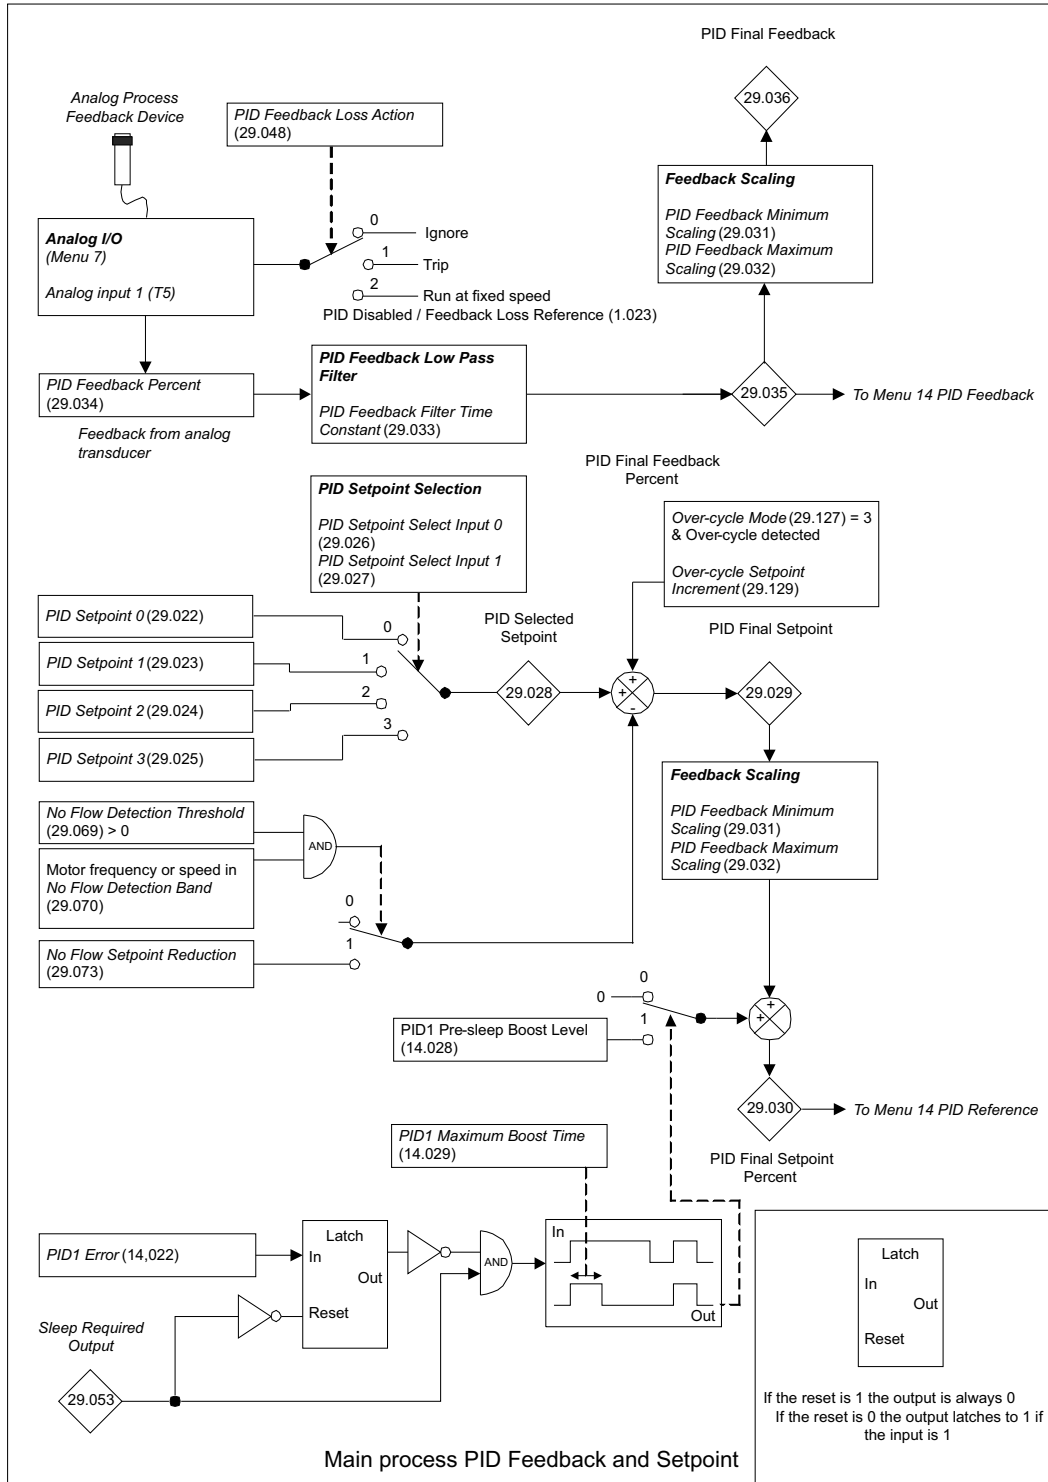 PID Final Feedback
29.036
Analog Process
Feedback Device
PID Feedback Loss Action
(29.048)
Feedback Scaling
PID Feedback Minimum
Scaling (29.031)
PID Feedback Maximum
Scaling (29.032)
Analog I/O
(Menu 7)
Analog input 1 (T5)
0
Ignore
1
Trip
2
Run at fixed speed
PID Disabled / Feedback Loss Reference (1.023)
PID Feedback Percent
(29.034)
Feedback from analog
transducer
PID Feedback Low Pass
Filter
PID Feedback Filter Time
Constant (29.033)
29.035
To Menu 14 PID Feedback
PID Final Feedback
Percent
PID Setpoint Selection
PID Setpoint Select Input 0
(29.026)
PID Setpoint Select Input 1
(29.027)
Over-cycle Mode (29.127) = 3
& Over-cycle detected
Over-cycle Setpoint
Increment (29.129)
PID Setpoint 0 (29.022)
PID Setpoint 1 (29.023)
PID Setpoint 2 (29.024)
PID Setpoint 3 (29.025)
0
1
2
3
PID Selected
Setpoint
29.028
+
+
-
PID Final Setpoint
29.029
Feedback Scaling
PID Feedback Minimum
Scaling (29.031)
PID Feedback Maximum
Scaling (29.032)
No Flow Detection Threshold
(29.069) > 0
Motor frequency or speed in
No Flow Detection Band
(29.070)
AND
0
1
No Flow Setpoint Reduction
(29.073)
0
0
1
PID1 Pre-sleep Boost Level
(14.028)
+
+
29.030
To Menu 14 PID Reference
PID Final Setpoint
Percent
PID1 Maximum Boost Time
(14.029)
PID1 Error (14,022)
Latch
In
Out
Reset
AND
In
Out
Sleep Required
Output
29.053
Latch
In
Out
Reset
If the reset is 1 the output is always 0
If the reset is 0 the output latches to 1 if
the input is 1
Main process PID Feedback and Setpoint